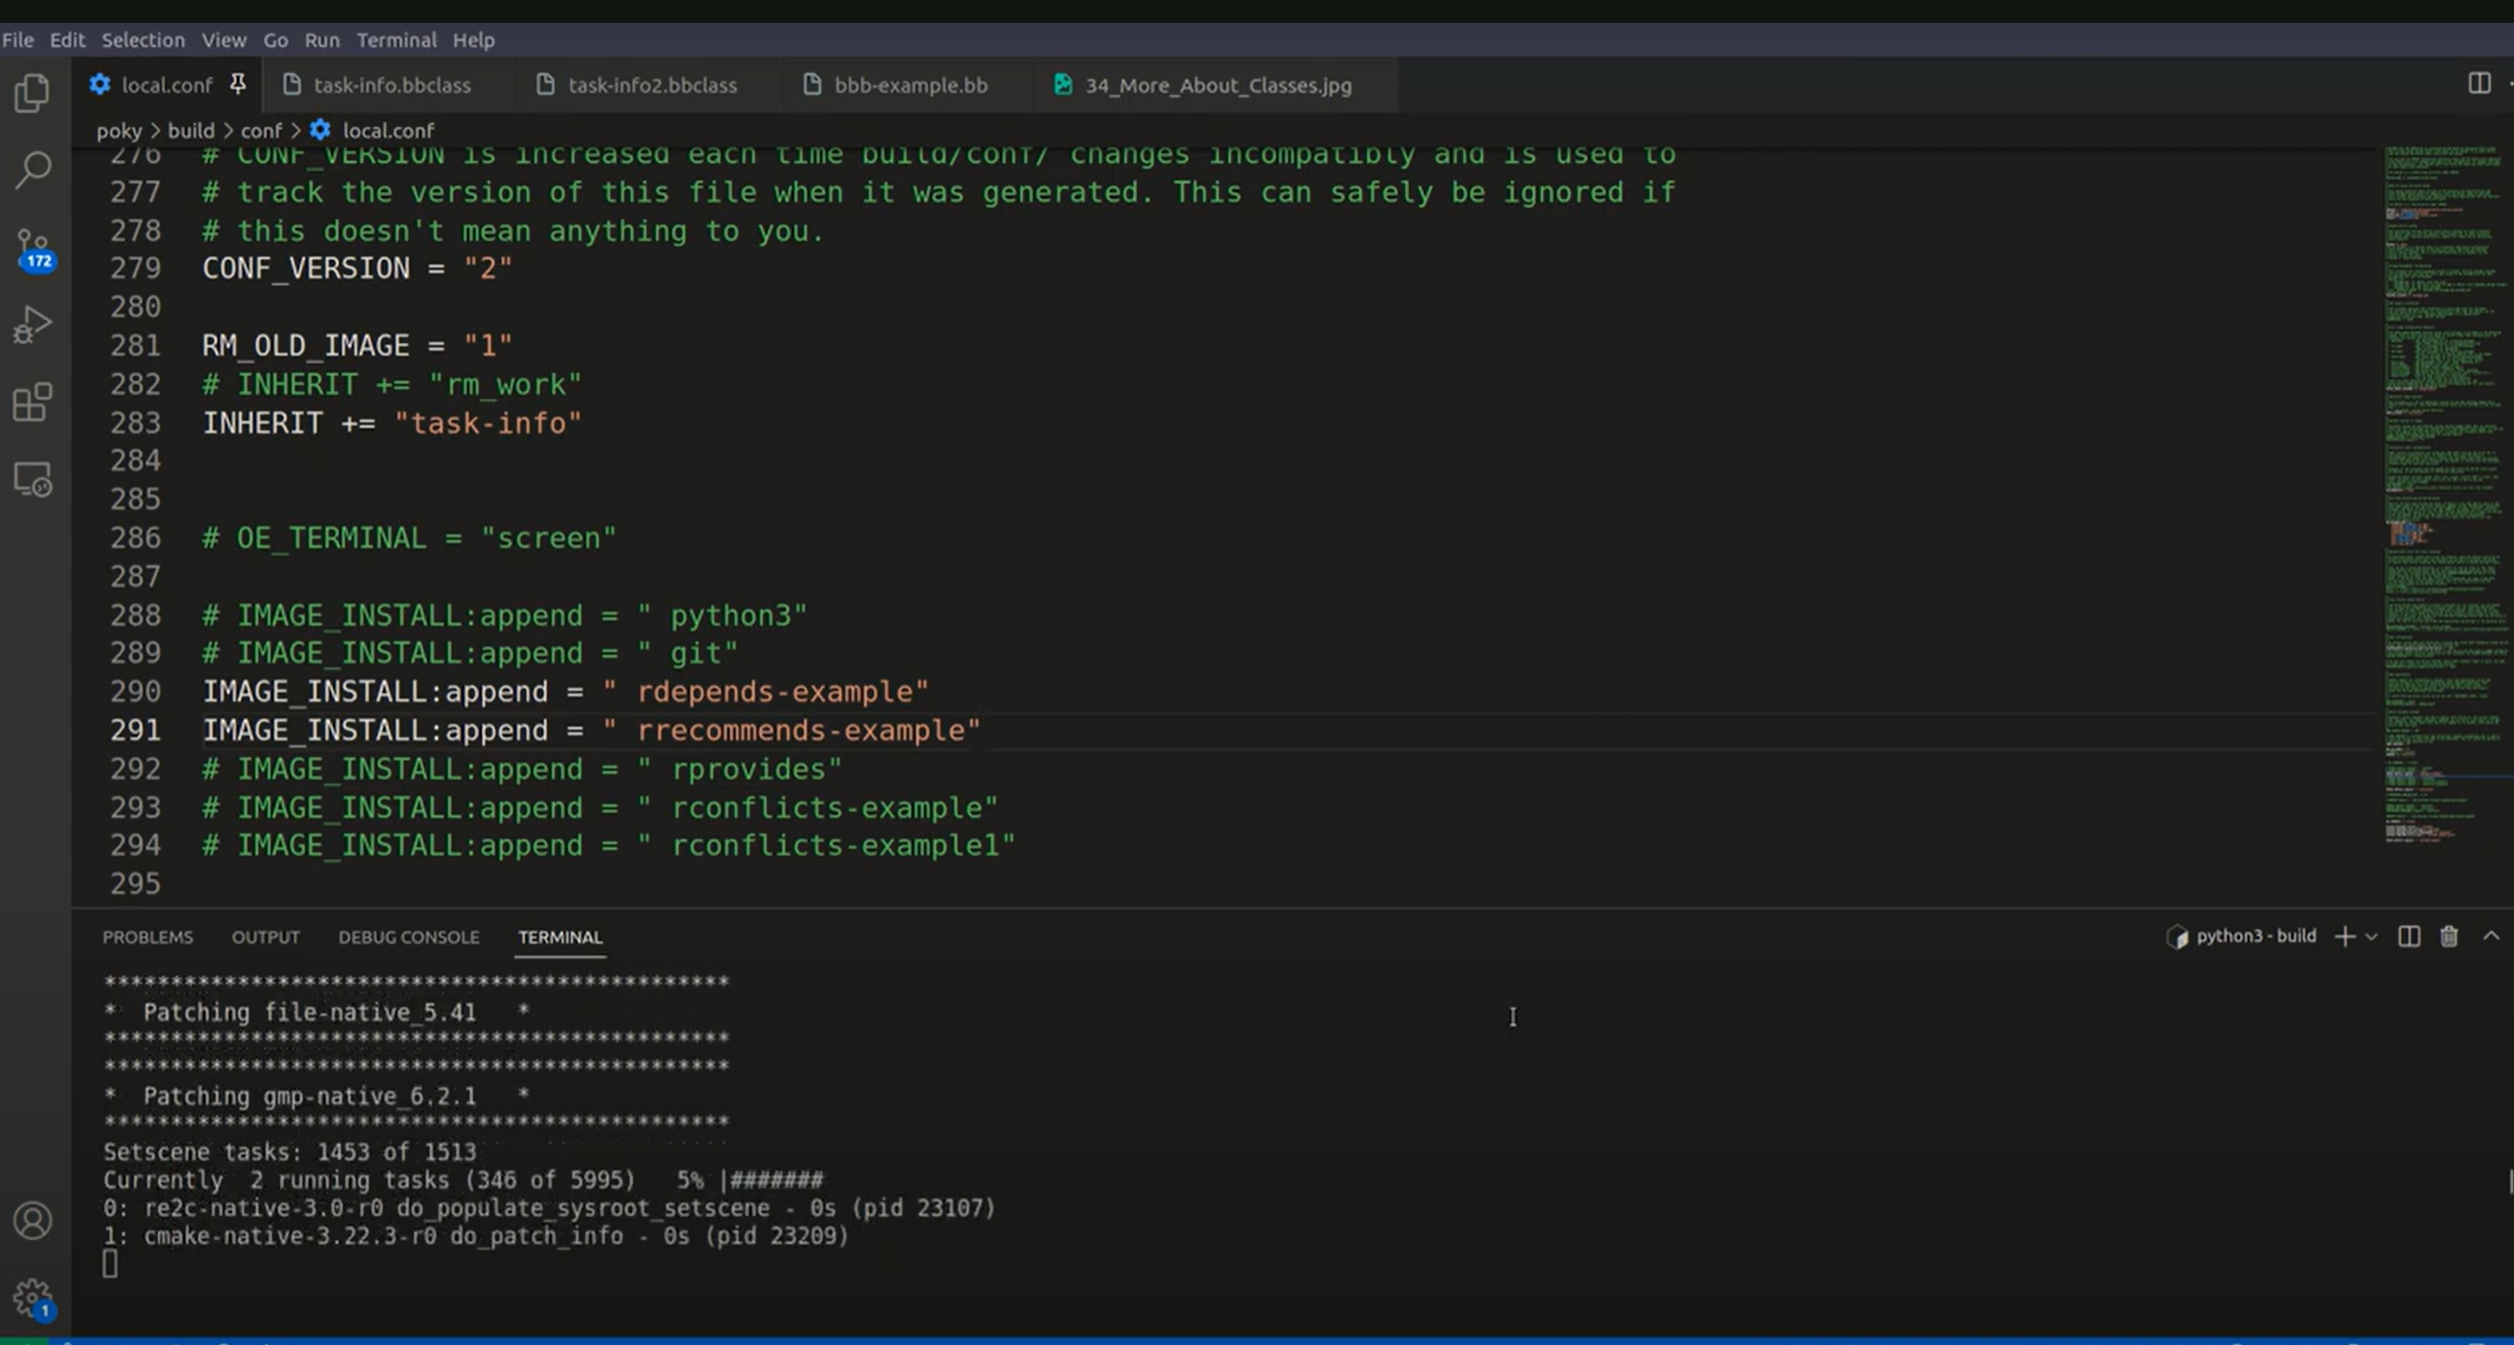 File Edit Selection View Go Run Terminal Help
local.conf task-info.bbclass task-info2.bbclass bbb-example.bb 34_More_About_Classes.jpg
poky > build > conf > local.conf
276 # CONF_VERSION is increased each time build/conf/ changes incompatibly and is used to
277 # track the version of this file when it was generated. This can safely be ignored if
278 # this doesn't mean anything to you.
279 CONF_VERSION = "2"
280
281 RM_OLD_IMAGE = "1"
282 # INHERIT += "rm_work"
283 INHERIT += "task-info"
284
285
286 # OE_TERMINAL = "screen"
287
288 # IMAGE_INSTALL:append = " python3"
289 # IMAGE_INSTALL:append = " git"
290 IMAGE_INSTALL:append = " rdepends-example"
291 IMAGE_INSTALL:append = " rrecommends-example"
292 # IMAGE_INSTALL:append = " rprovides"
293 # IMAGE_INSTALL:append = " rconflicts-example"
294 # IMAGE_INSTALL:append = " rconflicts-example1"
295
172
1
PROBLEMS OUTPUT DEBUG CONSOLE TERMINAL python3 - build
***********************************************
* Patching file-native_5.41 *
***********************************************
***********************************************
* Patching gmp-native_6.2.1 *
***********************************************
Setscene tasks: 1453 of 1513
Currently 2 running tasks (346 of 5995) 5% |#######
0: re2c-native-3.0-r0 do_populate_sysroot_setscene - 0s (pid 23107)
1: cmake-native-3.22.3-r0 do_patch_info - 0s (pid 23209)